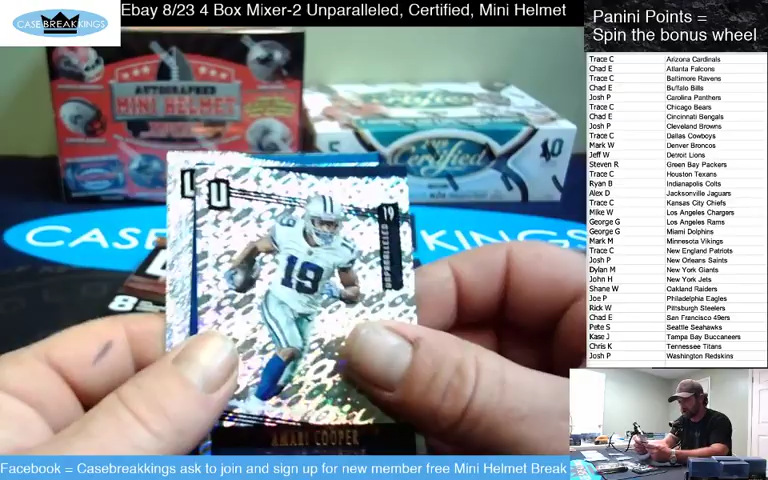 Ebay 8/23 4 Box Mixer-2 Unparalleled, Certified, Mini Helmet
CASE BREAK KINGS
Panini Points =
Spin the bonus wheel
Trace C Arizona Cardinals
Chad E Atlanta Falcons
Trace C Baltimore Ravens
Chad E Buffalo Bills
Josh P Carolina Panthers
Trace C Chicago Bears
Chad E Cincinnati Bengals
Josh P Cleveland Browns
Trace C Dallas Cowboys
Mark W Denver Broncos
Jeff W Detroit Lions
Steven R Green Bay Packers
Trace C Houston Texans
Ryan B Indianapolis Colts
Alex D Jacksonville Jaguars
Trace C Kansas City Chiefs
Mike W Los Angeles Chargers
George G Los Angeles Rams
George G Miami Dolphins
Mark M Minnesota Vikings
Trace C New England Patriots
Josh P New Orleans Saints
Dylan M New York Giants
John H New York Jets
Shane W Oakland Raiders
Joe P Philadelphia Eagles
Rick W Pittsburgh Steelers
Chad E San Francisco 49ers
Pete S Seattle Seahawks
Kase J Tampa Bay Buccaneers
Chris K Tennessee Titans
Josh P Washington Redskins
AUTOGRAPHED
MINI HELMET
Certified
U
19
UNPARALLELED
19
19
AMARI COOPER
CASE
KINGS
8
Facebook = Casebreakkings ask to join and sign up for new member free Mini Helmet Break